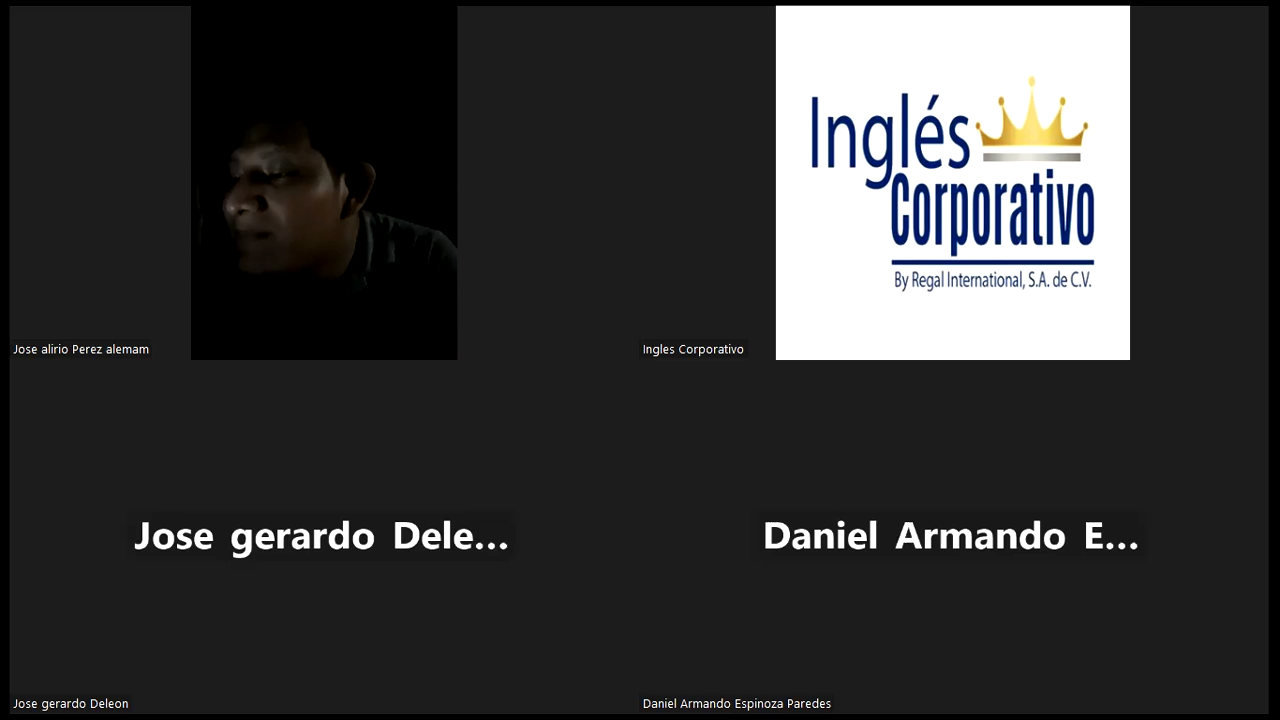 Jose alirio Perez alemam
Inglés
Corporativo
By Regal International, S.A. de C.V.
Ingles Corporativo
Jose gerardo Dele...
Daniel Armando E...
Jose gerardo Deleon
Daniel Armando Espinoza Paredes